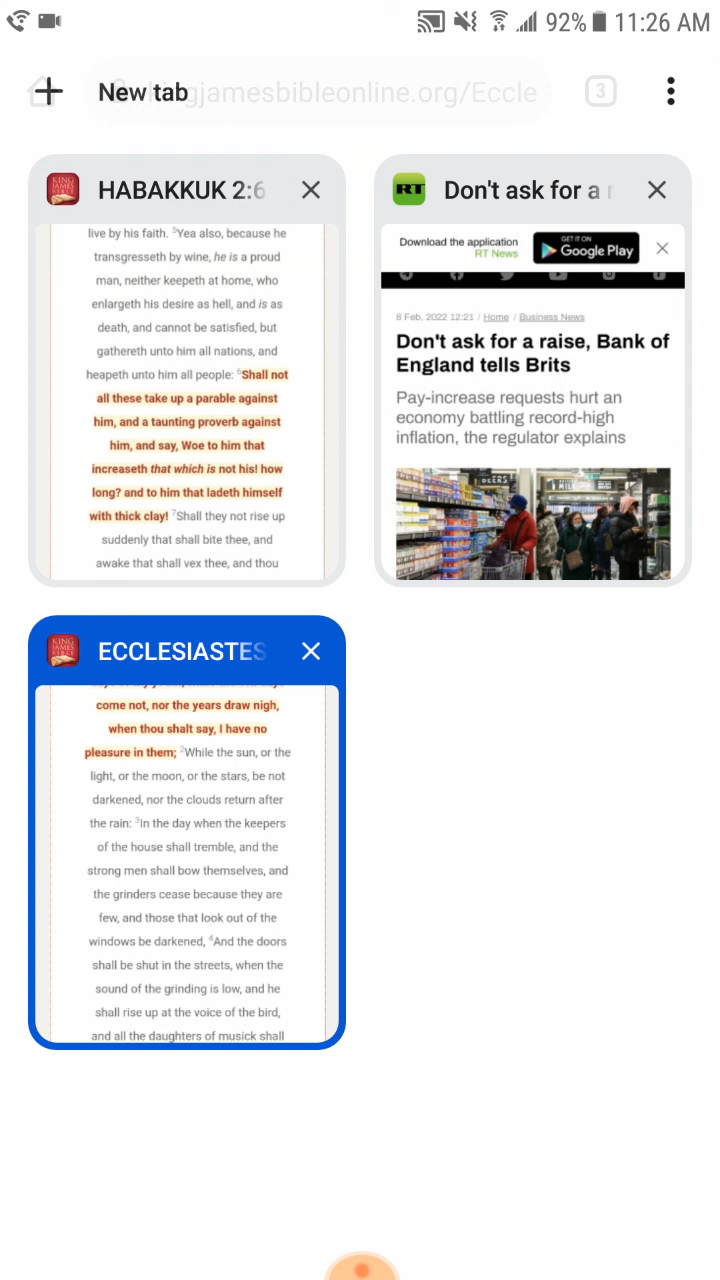 92% 11:26 AM
New tab
kingjamesbibleonline.org/Eccle
3
KING
JAMES
BIBLE
HABAKKUK 2:6
live by his faith. 5Yea also, because he
transgresseth by wine, he is a proud
man, neither keepeth at home, who
enlargeth his desire as hell, and is as
death, and cannot be satisfied, but
gathereth unto him all nations, and
heapeth unto him all people: 6Shall not
all these take up a parable against
him, and a taunting proverb against
him, and say, Woe to him that
increaseth that which is not his! how
long? and to him that ladeth himself
with thick clay! 7Shall they not rise up
suddenly that shall bite thee, and
awake that shall vex thee, and thou
RT
Don't ask for a
Download the application
RT News
GET IT ON
Google Play
8 Feb, 2022 12:21 / Home / Business News
Don't ask for a raise, Bank of
England tells Brits
Pay-increase requests hurt an
economy battling record-high
inflation, the regulator explains
KING
JAMES
BIBLE
ECCLESIASTES
come not, nor the years draw nigh,
when thou shalt say, I have no
pleasure in them; 2While the sun, or the
light, or the moon, or the stars, be not
darkened, nor the clouds return after
the rain: 3In the day when the keepers
of the house shall tremble, and the
strong men shall bow themselves, and
the grinders cease because they are
few, and those that look out of the
windows be darkened, 4And the doors
shall be shut in the streets, when the
sound of the grinding is low, and he
shall rise up at the voice of the bird,
and all the daughters of musick shall